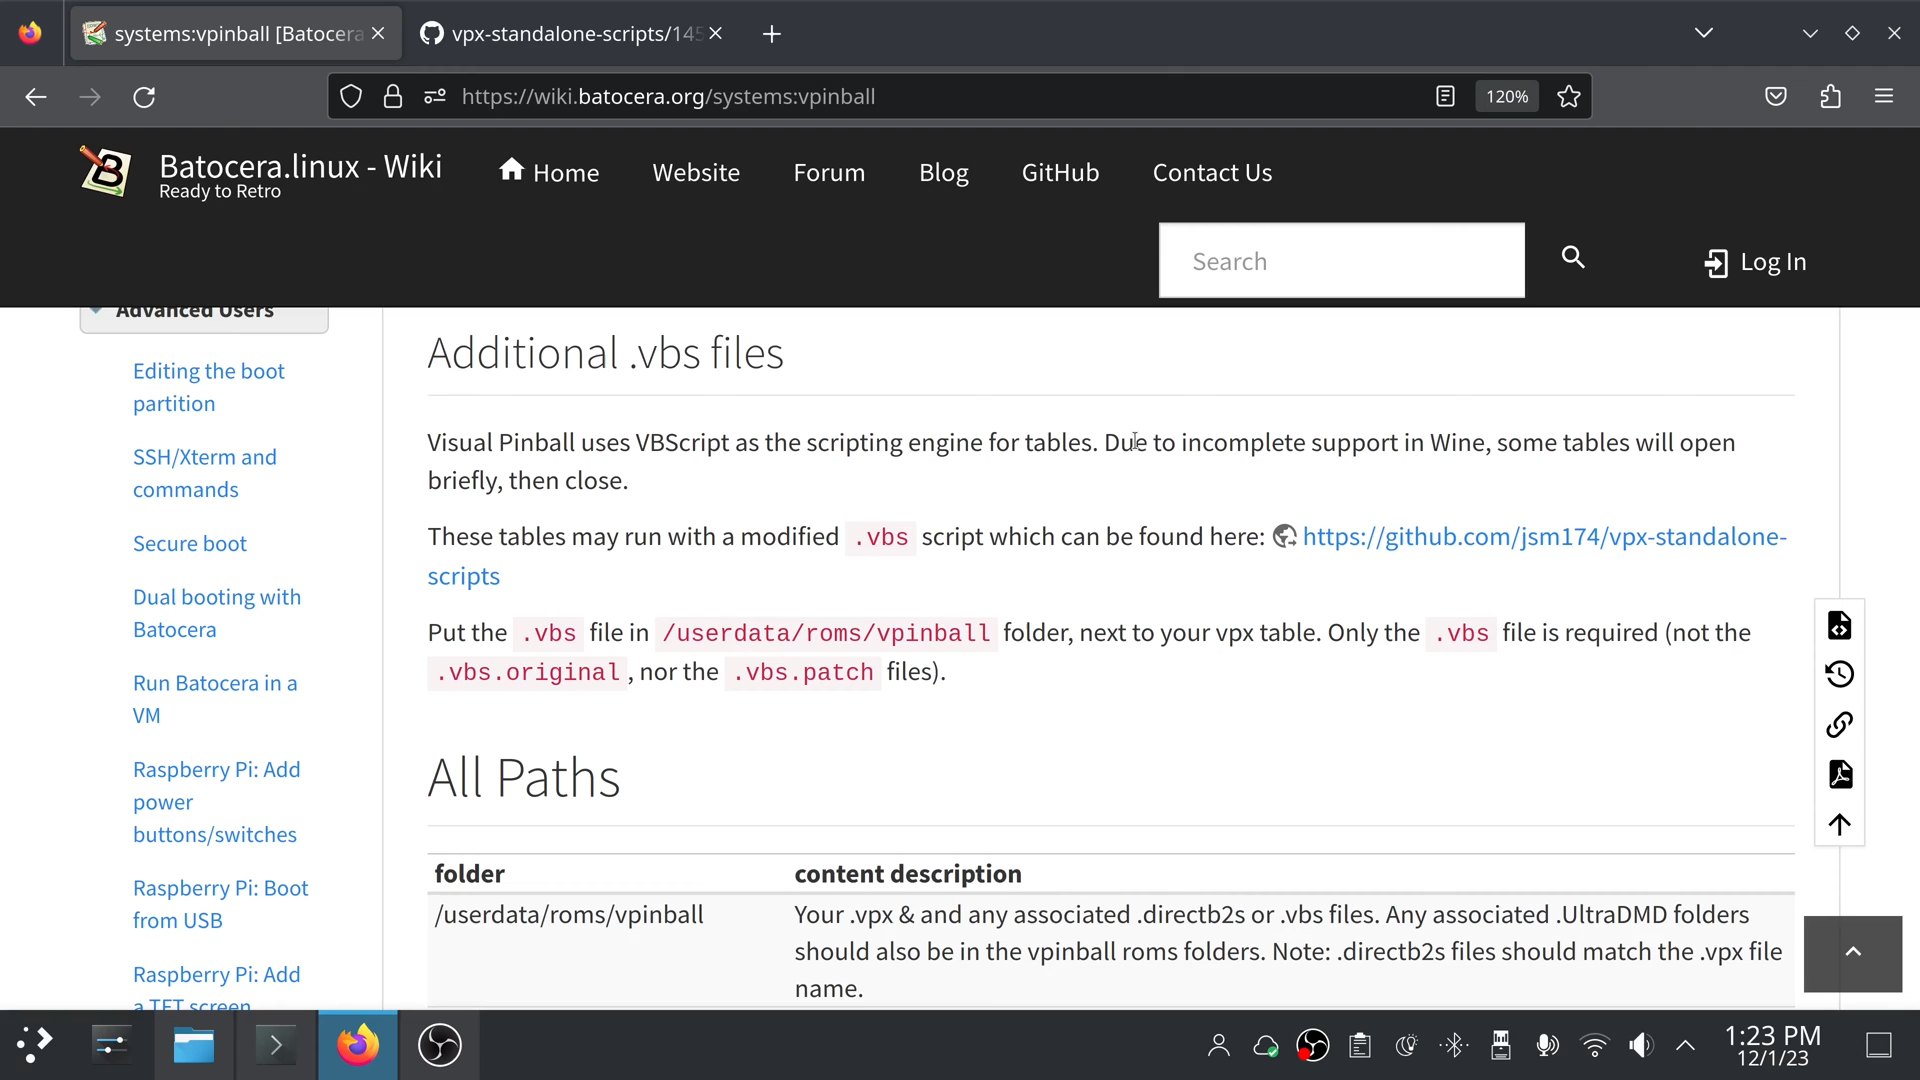 systems:vpinball [Batocera
vpx-standalone-scripts/145
https://wiki.batocera.org/systems:vpinball
120%
Batocera.linux - Wiki
Ready to Retro
Home
Website
Forum
Blog
GitHub
Contact Us
Search
Log In
Advanced Users
Editing the boot
partition
SSH/Xterm and
commands
Secure boot
Dual booting with
Batocera
Run Batocera in a
VM
Raspberry Pi: Add
power
buttons/switches
Raspberry Pi: Boot
from USB
Raspberry Pi: Add
a TFT screen
Additional .vbs files
Visual Pinball uses VBScript as the scripting engine for tables. Due to incomplete support in Wine, some tables will open
briefly, then close.
These tables may run with a modified .vbs script which can be found here: https://github.com/jsm174/vpx-standalone-
scripts
Put the .vbs file in /userdata/roms/vpinball folder, next to your vpx table. Only the .vbs file is required (not the
.vbs.original, nor the .vbs.patch files).
All Paths
folder
content description
/userdata/roms/vpinball
Your .vpx & and any associated .directb2s or .vbs files. Any associated .UltraDMD folders
should also be in the vpinball roms folders. Note: .directb2s files should match the .vpx file
name.
1:23 PM
12/1/23